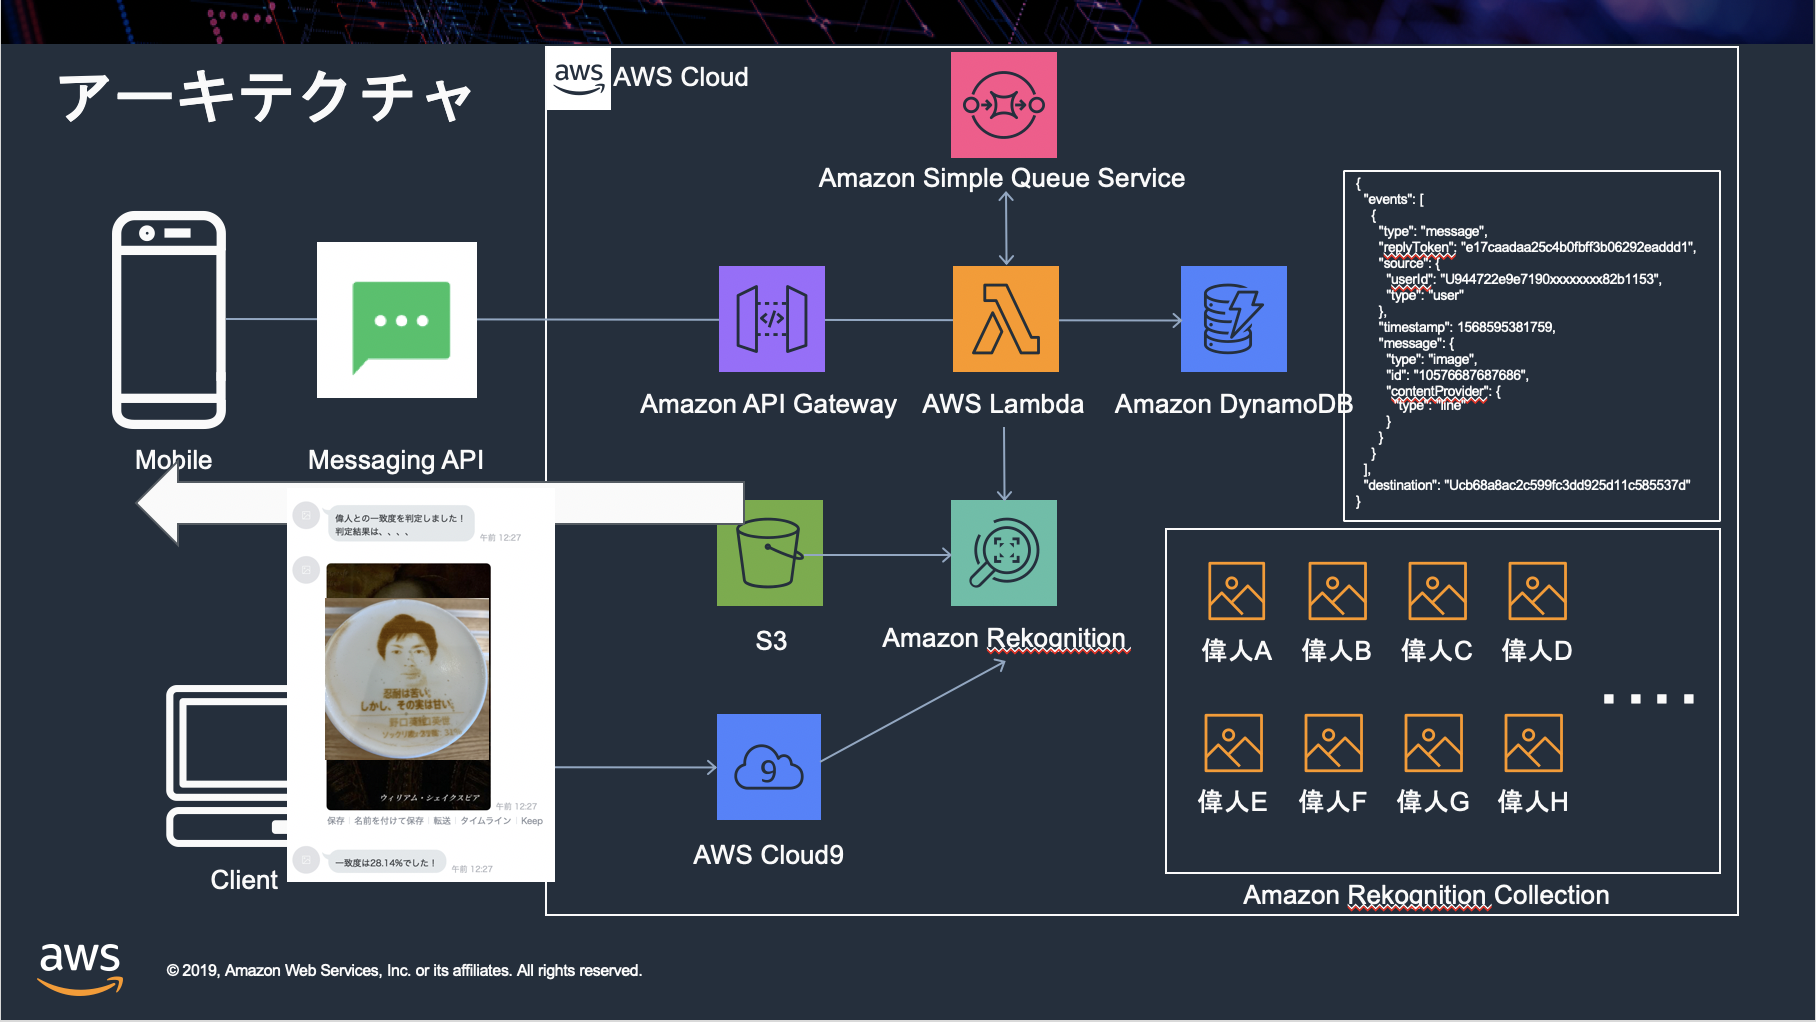 アーキテクチャ
aws
AWS Cloud
Amazon Simple Queue Service
Amazon API Gateway
AWS Lambda
Amazon DynamoDB
Mobile
Messaging API
{
"events": [
{
"type": "message",
"replyToken": "e17caadaa25c4b0fbff3b06292eaddd1",
"source": {
"userId": "U944722e9e7190xxxxxxxx82b1153",
"type": "user"
},
"timestamp": 1568595381759,
"message": {
"type": "image",
"id": "10576687687686",
"contentProvider": {
"type": "line"
}
}
}
],
"destination": "Ucb68a8ac2c599fc3dd925d11c585537d"
}
偉人との一致度を判定しました！
判定結果は、、、、
午前 12:27
忍耐は苦い。
しかし、その実は甘い。
ウィリアム・シェイクスピア
午前 12:27
保存 名前を付けて保存 転送 タイムライン Keep
一致度は28.14%でした！
午前 12:27
S3
Amazon Rekognition
9
AWS Cloud9
Client
偉人A
偉人B
偉人C
偉人D
偉人E
偉人F
偉人G
偉人H
Amazon Rekognition Collection
aws
© 2019, Amazon Web Services, Inc. or its affiliates. All rights reserved.